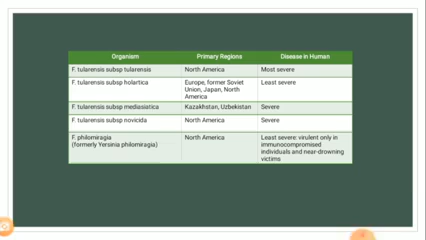 Organism Primary Regions Disease in Human
F. tularensis subsp tularensis North America Most severe
F. tularensis subsp holartica Europe, former Soviet Least severe
Union, Japan, North
America
F. tularensis subsp mediasiatica Kazakhstan, Uzbekistan Severe
F. tularensis subsp novicida North America Severe
F. philomiragia North America Least severe: virulent only in
(formerly Yersinia philomiragia) immunocompromised
individuals and near-drowning
victims